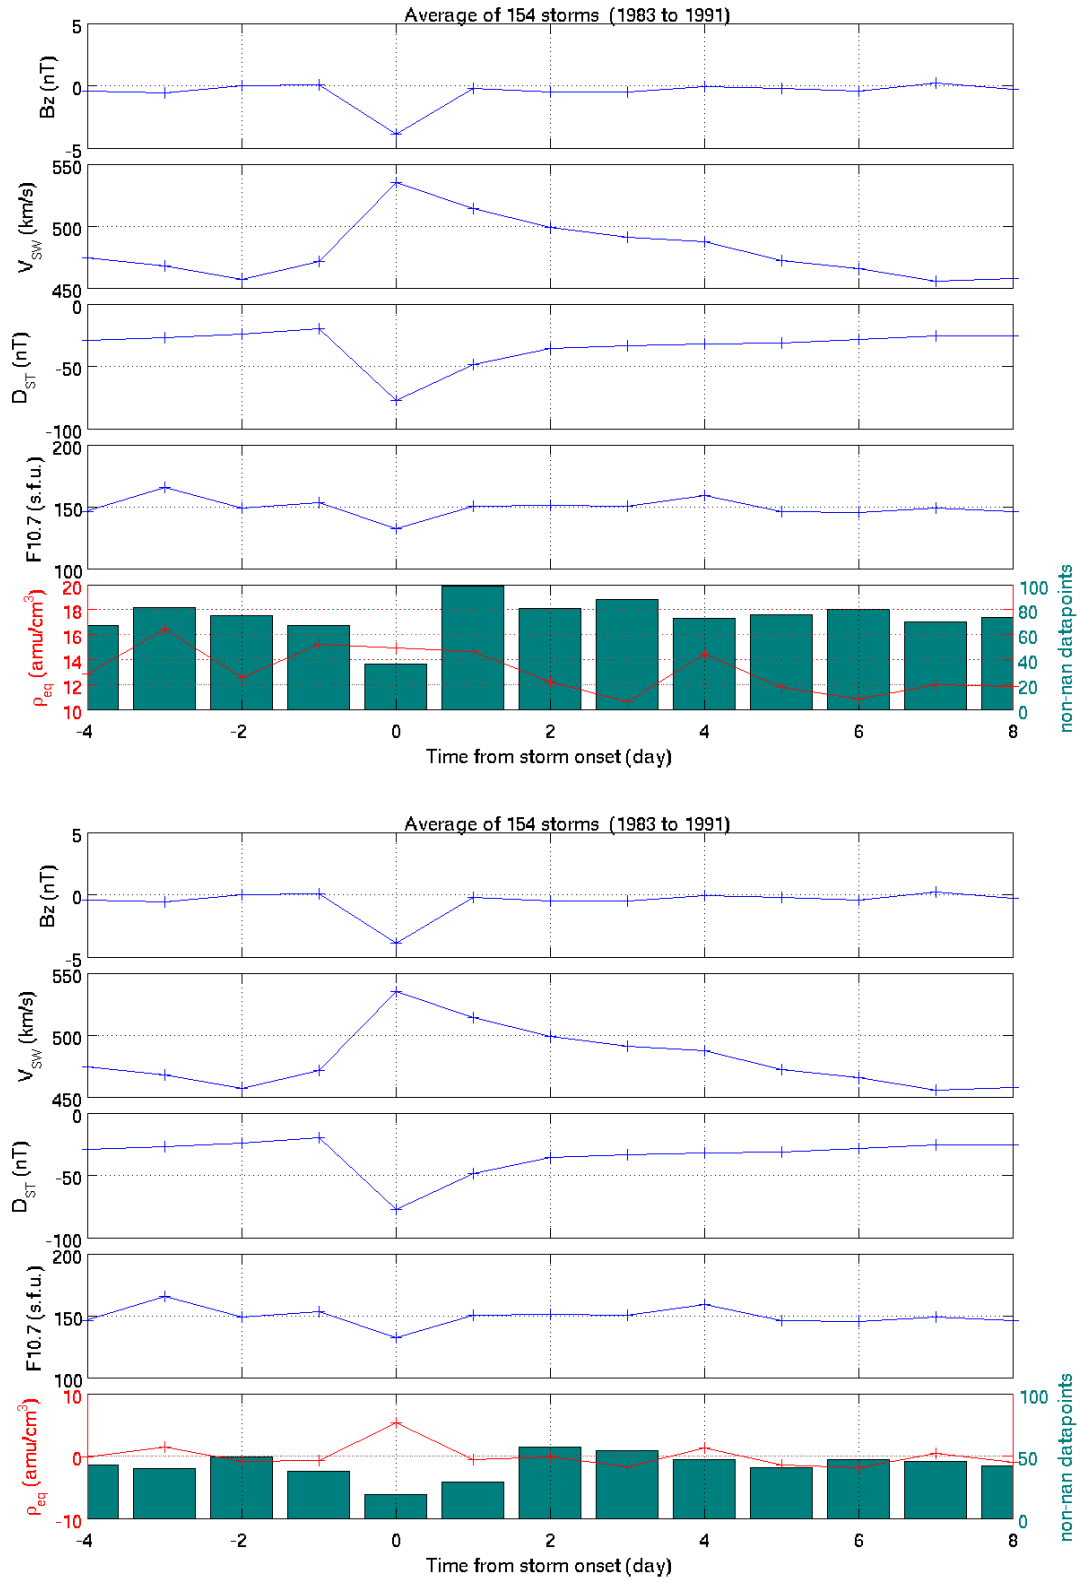 Average of 154 storms (1983 to 1991)
5
0
-5
Bz (nT)
550
500
450
V_SW (km/s)
0
-50
-100
D_ST (nT)
200
150
100
F10.7 (s.f.u.)
20
18
16
14
12
10
ρ_eq (amu/cm^3)
100
80
60
40
20
0
non-nan datapoints
-4 -2 0 2 4 6 8
Time from storm onset (day)
Average of 154 storms (1983 to 1991)
5
0
-5
Bz (nT)
550
500
450
V_SW (km/s)
0
-50
-100
D_ST (nT)
200
150
100
F10.7 (s.f.u.)
10
0
-10
ρ_eq (amu/cm^3)
100
50
0
non-nan datapoints
-4 -2 0 2 4 6 8
Time from storm onset (day)